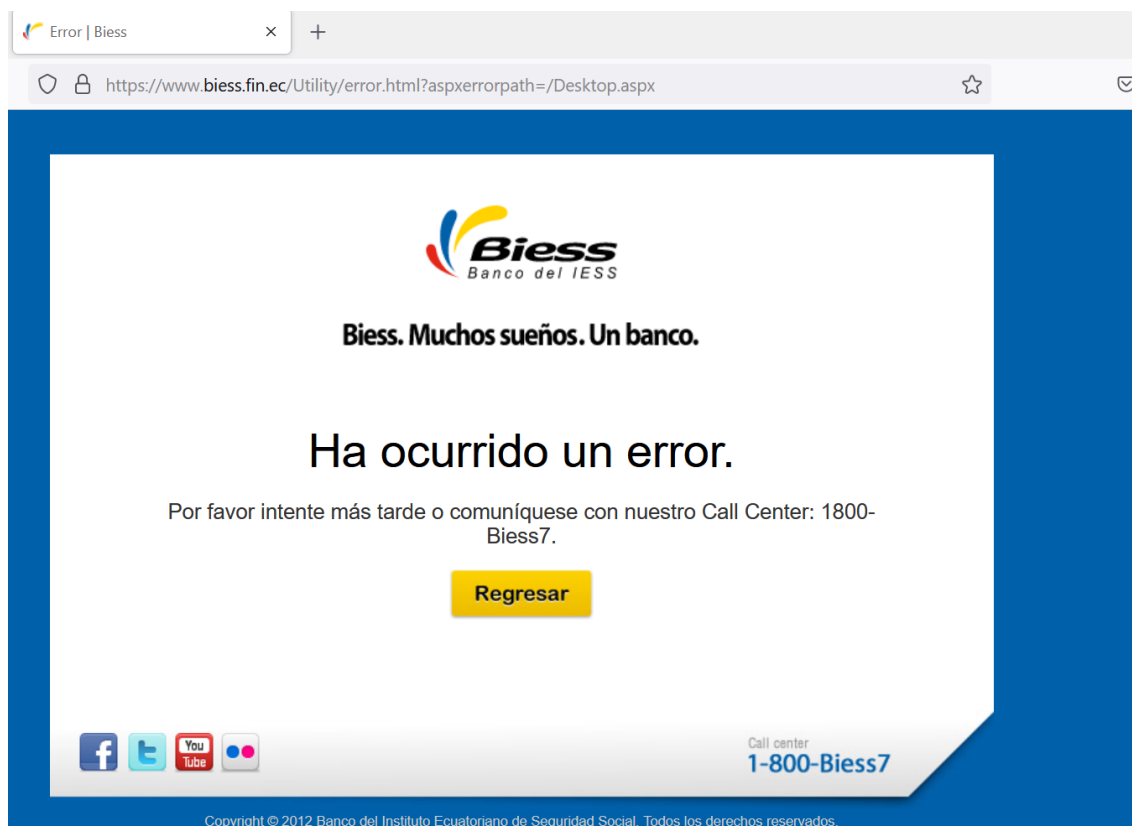 Error | Biess
https://www.biess.fin.ec/Utility/error.html?aspxerrorpath=/Desktop.aspx
Biess
Banco del IESS
Biess. Muchos sueños. Un banco.
Ha ocurrido un error.
Por favor intente más tarde o comuníquese con nuestro Call Center: 1800-
Biess7.
Regresar
You
Tube
Call center
1-800-Biess7
Copyright © 2012 Banco del Instituto Ecuatoriano de Seguridad Social. Todos los derechos reservados.